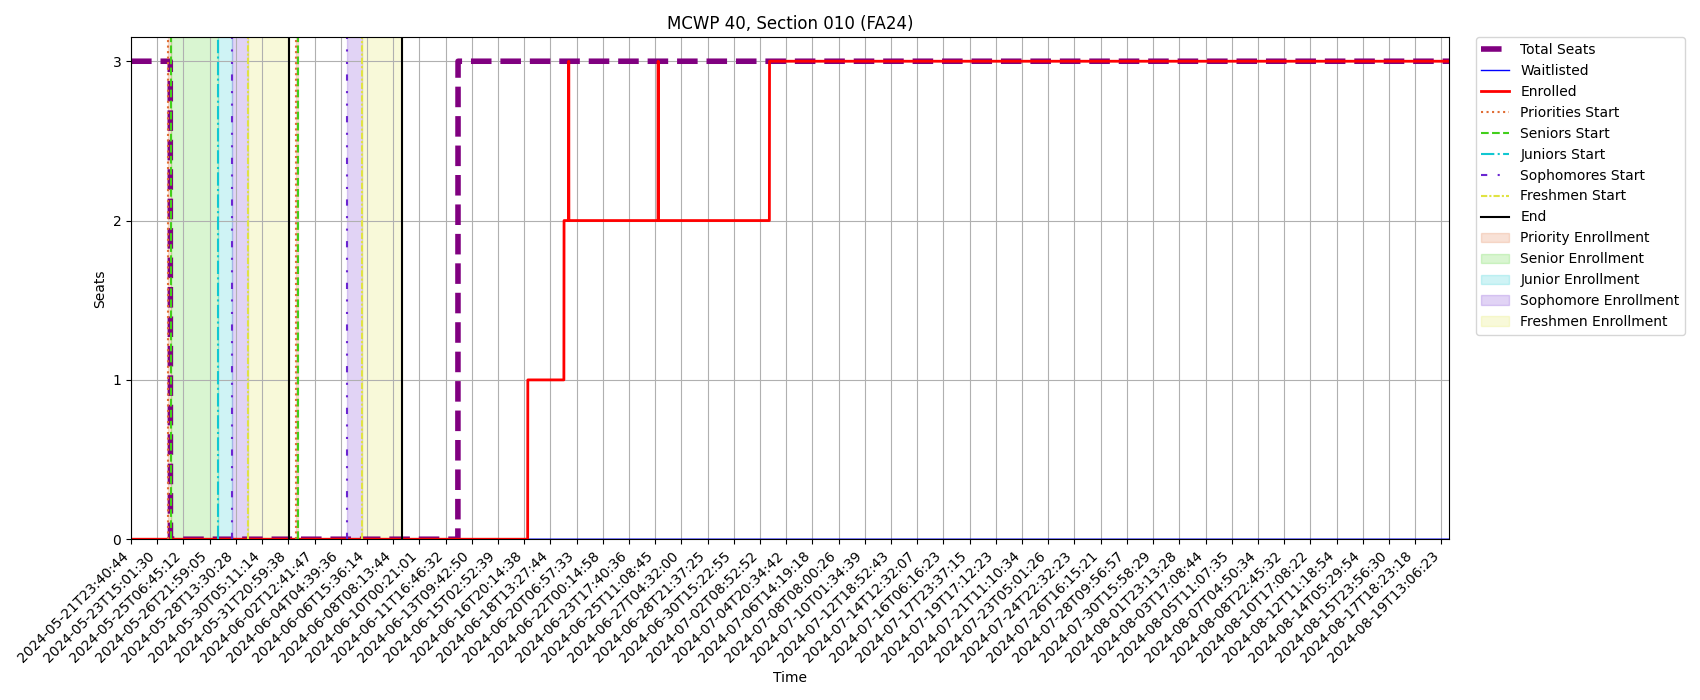 MCWP 40, Section 010 (FA24)
Seats
3
2
1
0
2024-05-21T23:40:44
2024-05-23T15:01:30
2024-05-25T06:45:12
2024-05-26T21:59:05
2024-05-28T13:30:28
2024-05-30T05:11:14
2024-05-31T20:59:38
2024-06-02T12:41:47
2024-06-04T04:39:36
2024-06-06T15:36:14
2024-06-08T08:13:44
2024-06-10T00:21:01
2024-06-11T16:46:32
2024-06-13T09:42:50
2024-06-15T02:52:39
2024-06-16T20:14:38
2024-06-18T13:27:44
2024-06-20T06:57:33
2024-06-22T00:14:58
2024-06-23T17:40:36
2024-06-25T11:08:45
2024-06-27T04:32:00
2024-06-28T21:37:25
2024-06-30T15:22:55
2024-07-02T08:52:52
2024-07-04T20:34:42
2024-07-06T14:19:18
2024-07-08T08:00:26
2024-07-10T01:34:39
2024-07-12T18:52:43
2024-07-14T12:32:07
2024-07-16T06:16:23
2024-07-17T23:37:15
2024-07-19T17:12:23
2024-07-21T11:10:34
2024-07-23T05:01:26
2024-07-24T22:32:23
2024-07-26T16:15:21
2024-07-28T09:56:57
2024-07-30T15:58:29
2024-08-01T23:13:28
2024-08-03T17:08:44
2024-08-05T11:07:35
2024-08-07T04:50:34
2024-08-08T22:45:32
2024-08-10T17:08:22
2024-08-12T11:18:54
2024-08-14T05:29:54
2024-08-15T23:56:30
2024-08-17T18:23:18
2024-08-19T13:06:23
Time
Total Seats
Waitlisted
Enrolled
Priorities Start
Seniors Start
Juniors Start
Sophomores Start
Freshmen Start
End
Priority Enrollment
Senior Enrollment
Junior Enrollment
Sophomore Enrollment
Freshmen Enrollment